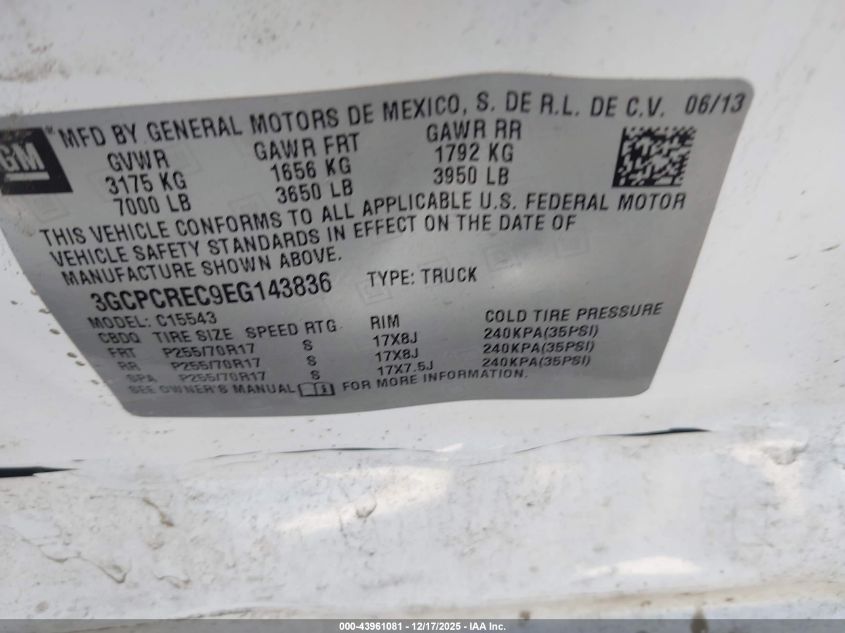 GM
MFD BY GENERAL MOTORS DE MEXICO, S. DE R.L. DE C.V. 06/13
GVWR GAWR FRT GAWR RR
3175 KG 1656 KG 1792 KG
7000 LB 3650 LB 3950 LB
THIS VEHICLE CONFORMS TO ALL APPLICABLE U.S. FEDERAL MOTOR
VEHICLE SAFETY STANDARDS IN EFFECT ON THE DATE OF
MANUFACTURE SHOWN ABOVE.
3GCPCREC9EG143836 TYPE: TRUCK
MODEL: C15543
CBDQ TIRE SIZE SPEED RTG RIM COLD TIRE PRESSURE
FRT P255/70R17 S 17X8J 240KPA(35PSI)
RR P255/70R17 S 17X8J 240KPA(35PSI)
SPA P255/70R17 S 17X7.5J 240KPA(35PSI)
SEE OWNER'S MANUAL FOR MORE INFORMATION.
000-43961081 - 12/17/2025 - IAA Inc.